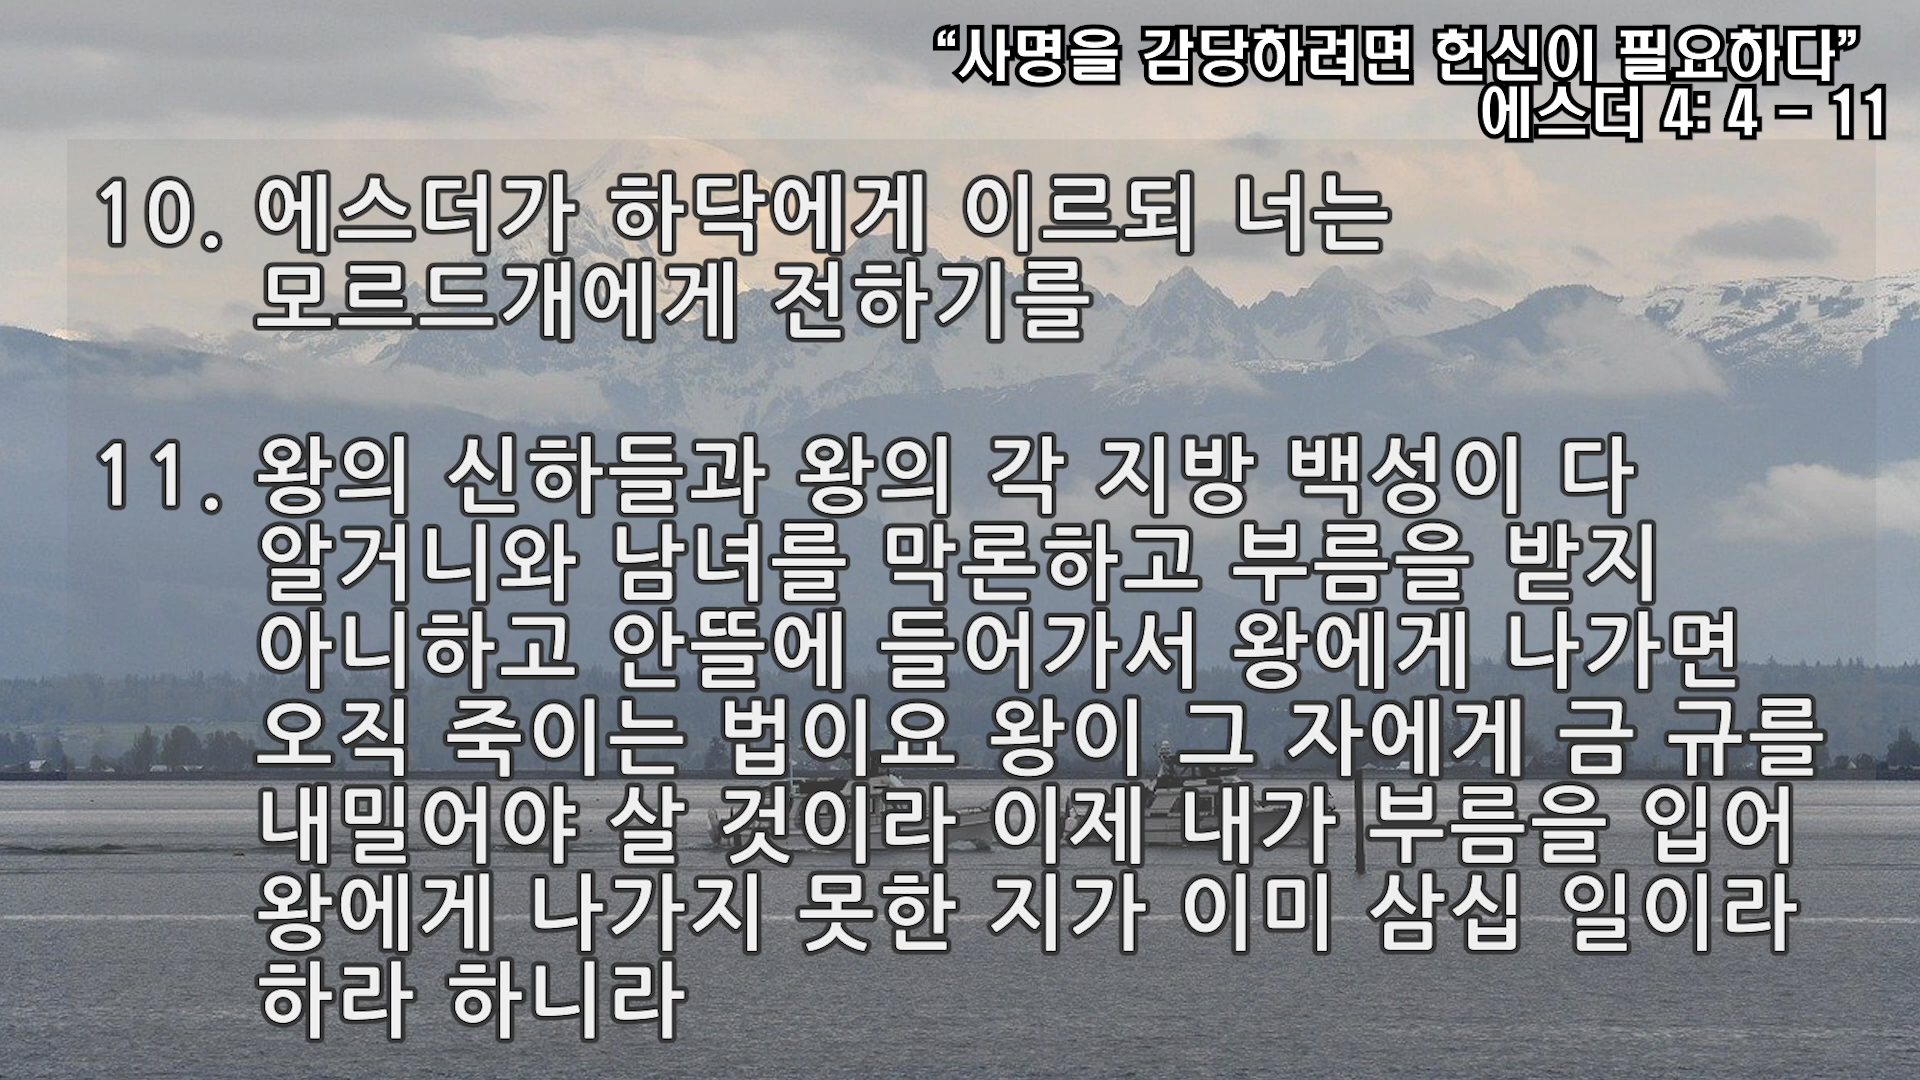 “사명을 감당하려면 헌신이 필요하다”
에스더 4: 4 – 11
10. 에스더가 하닥에게 이르되 너는
모르드개에게 전하기를
11. 왕의 신하들과 왕의 각 지방 백성이 다
알거니와 남녀를 막론하고 부름을 받지
아니하고 안뜰에 들어가서 왕에게 나가면
오직 죽이는 법이요 왕이 그 자에게 금 규를
내밀어야 살 것이라 이제 내가 부름을 입어
왕에게 나가지 못한 지가 이미 삼십 일이라
하라 하니라